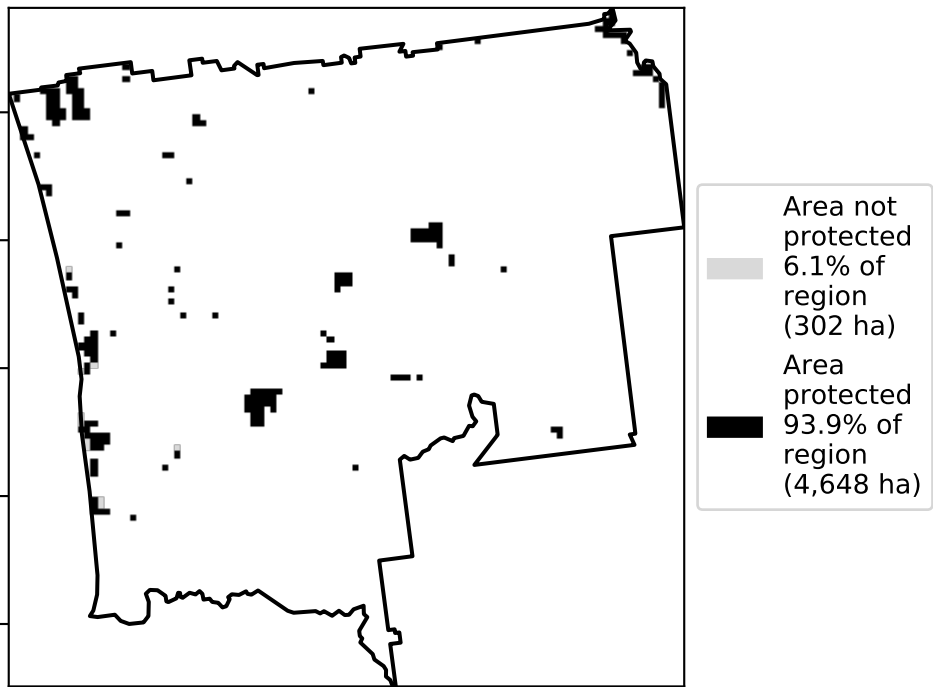 Area not
protected
6.1% of
region
(302 ha)
Area
protected
93.9% of
region
(4,648 ha)